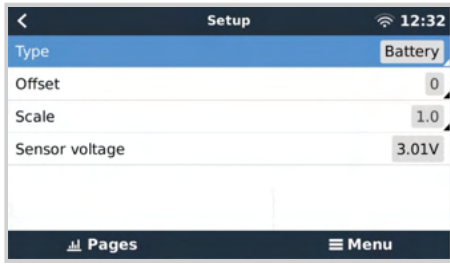 Setup 12:32
Type Battery
Offset 0
Scale 1.0
Sensor voltage 3.01V
Pages Menu